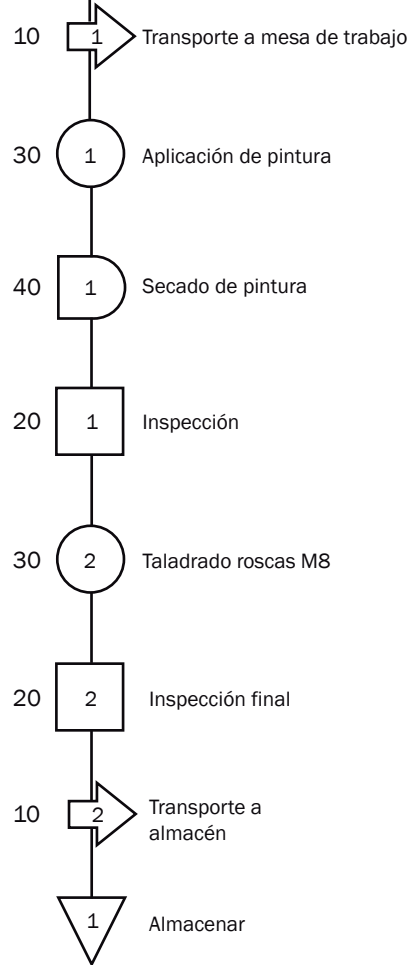 10 1 Transporte a mesa de trabajo
30 1 Aplicación de pintura
40 1 Secado de pintura
20 1 Inspección
30 2 Taladrado roscas M8
20 2 Inspección final
10 2 Transporte a
almacén
1 Almacenar